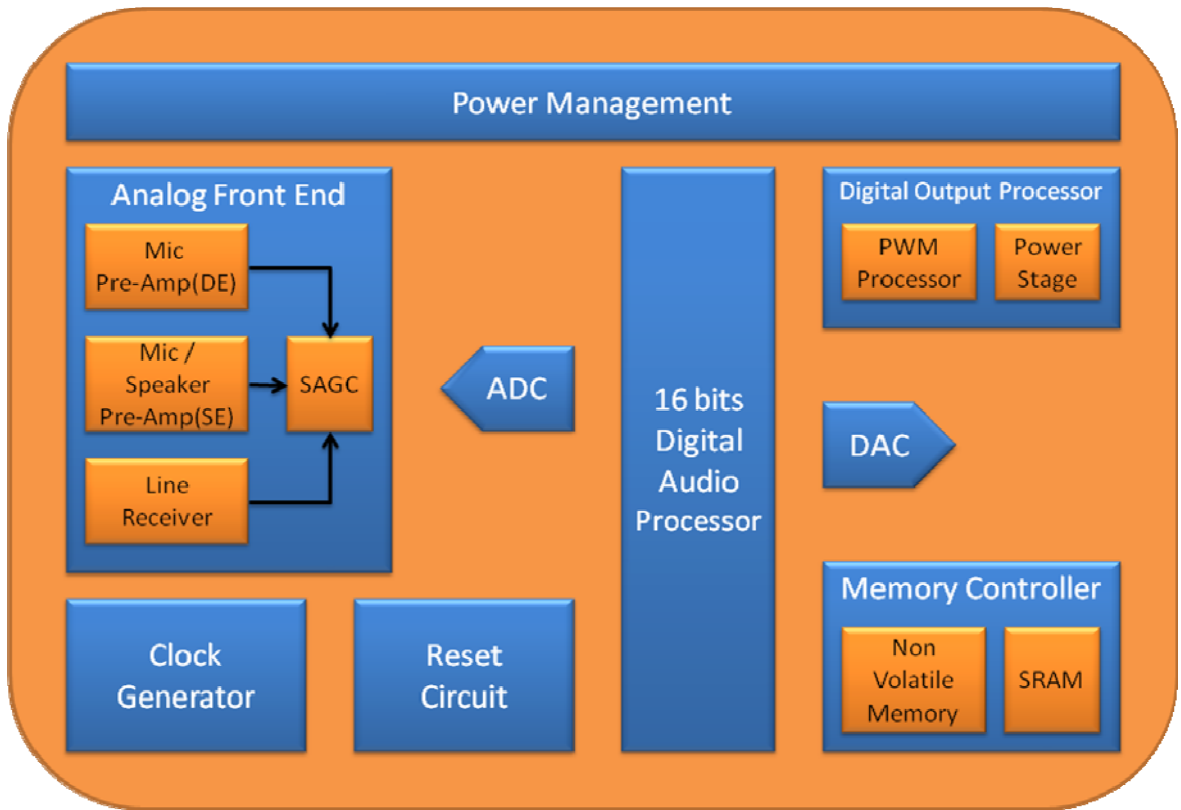 Power Management
Analog Front End
Mic
Pre-Amp(DE)
Mic /
Speaker
Pre-Amp(SE)
SAGC
Line
Receiver
ADC
16 bits
Digital
Audio
Processor
Digital Output Processor
PWM
Processor
Power
Stage
DAC
Clock
Generator
Reset
Circuit
Memory Controller
Non
Volatile
Memory
SRAM